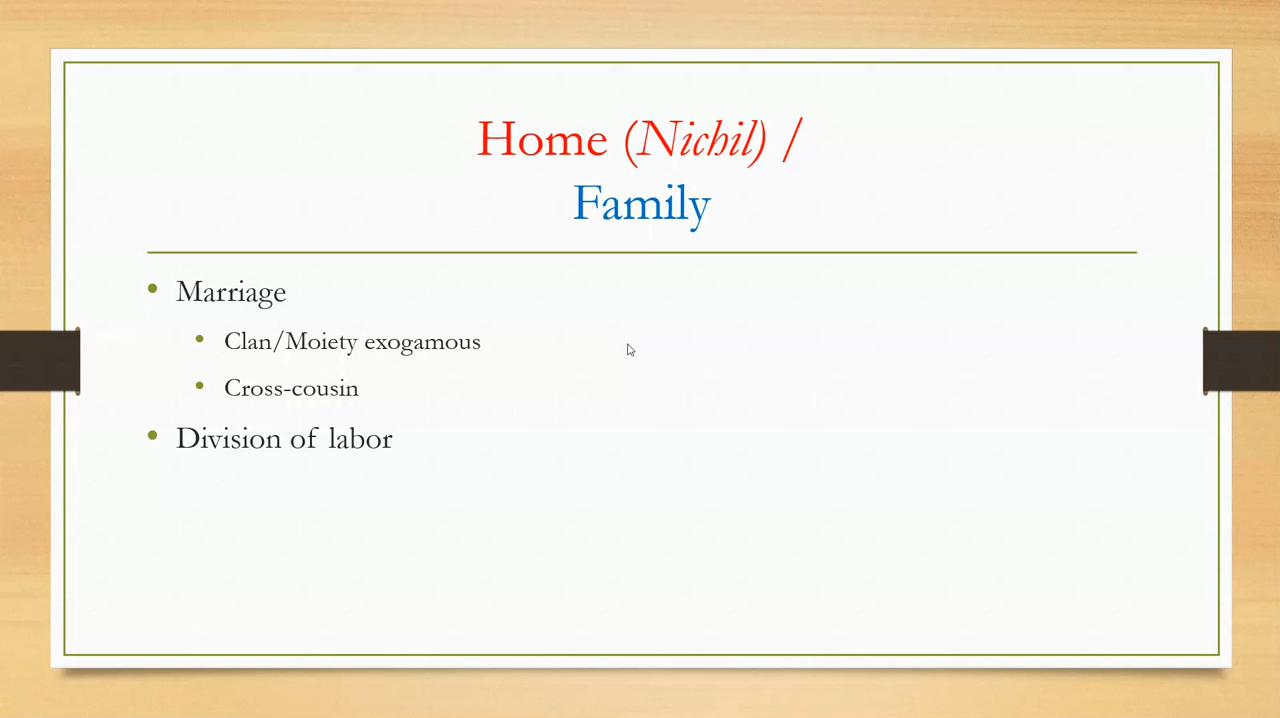 Home (Nichil) /
Family
• Marriage
• Clan/Moiety exogamous
• Cross-cousin
• Division of labor